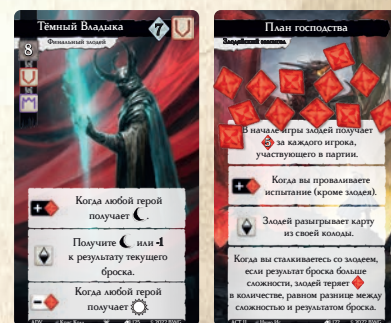 Тёмный Владыка
7
Финальный злодей
8
Когда любой герой
получает
Получите или -1
к результату текущего
броска.
Когда любой герой
получает
План господства
В начале игры злодей получает
5 за каждого игрока,
участвующего в партии.
Когда вы проваливаете
испытание (кроме злодея).
Злодей разыгрывает карту
из своей колоды.
Когда вы сталкиваетесь со злодеем,
если результат броска больше
сложности, злодей теряет
в количестве, равном разнице между
сложностью и результатом броска.